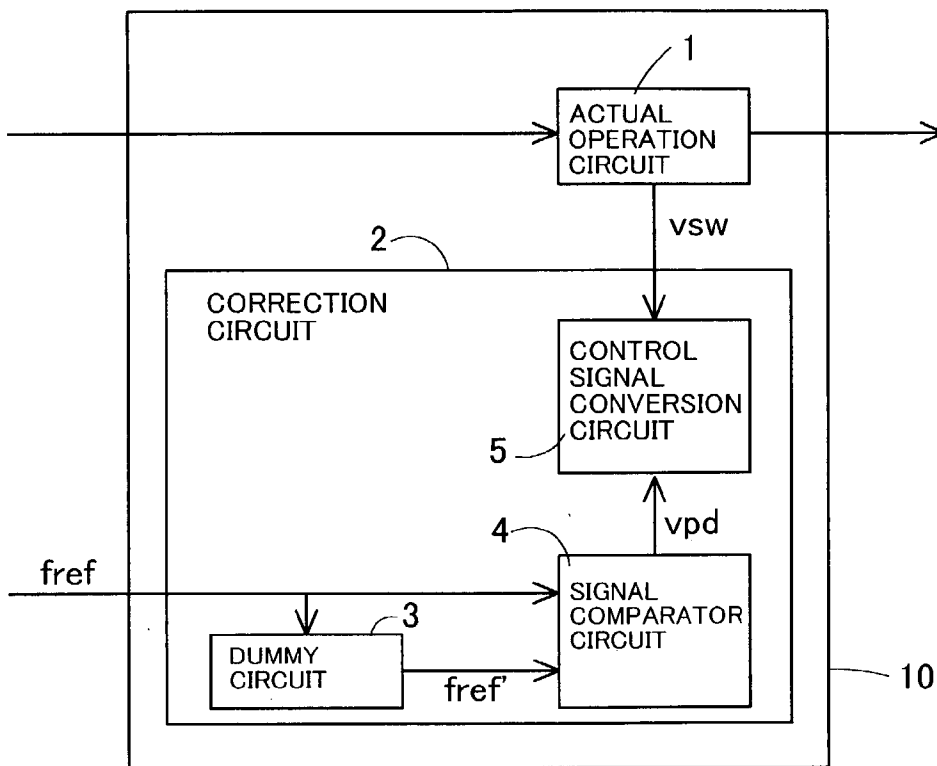 1
ACTUAL
OPERATION
CIRCUIT
vsw
2
CORRECTION
CIRCUIT
CONTROL
SIGNAL
CONVERSION
CIRCUIT
5
vpd
4
fref
SIGNAL
COMPARATOR
CIRCUIT
3
DUMMY
CIRCUIT
fref'
10